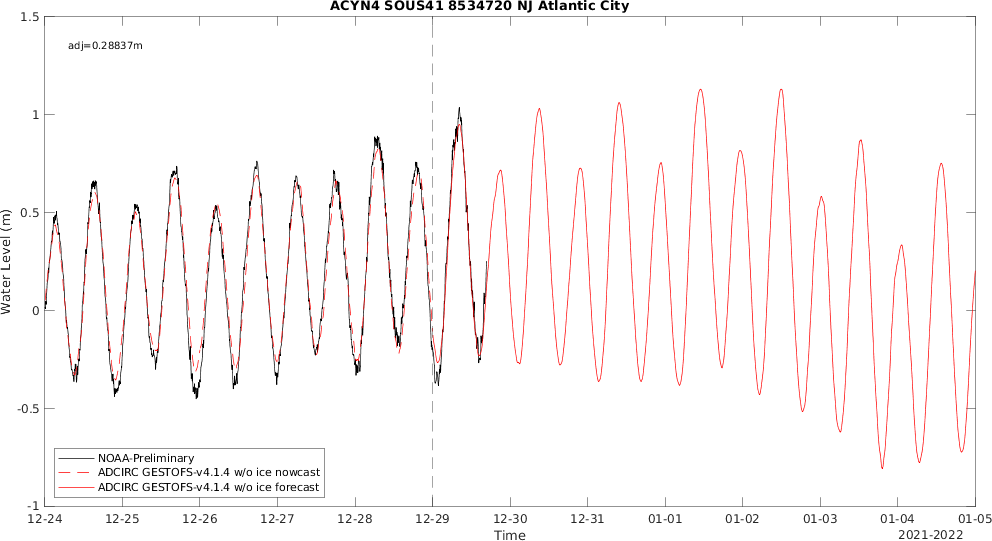 ACYN4 SOUS41 8534720 NJ Atlantic City
1.5
adj=0.28837m
1
0.5
Water Level (m)
0
-0.5
NOAA-Preliminary
ADCIRC GESTOFS-v4.1.4 w/o ice nowcast
ADCIRC GESTOFS-v4.1.4 w/o ice forecast
-1
12-24 12-25 12-26 12-27 12-28 12-29 12-30 12-31 01-01 01-02 01-03 01-04 01-05
Time
2021-2022